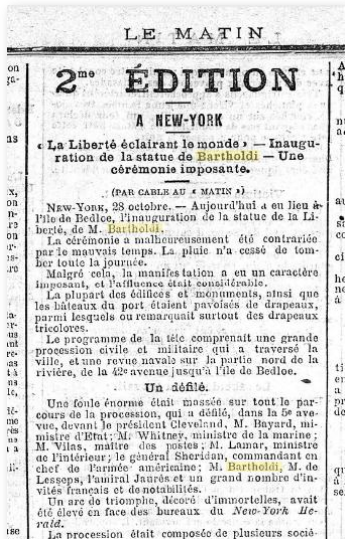 LE MATIN
2me ÉDITION
A NEW-YORK
« La Liberté éclairant le monde » — Inaugu-
ration de la statue de Bartholdi — Une
cérémonie imposante.
(PAR CABLE AU « MATIN »)
NEW-YORK, 28 octobre. — Aujourd'hui a eu lieu à
l'île de Bedloe, l'inauguration de la statue de la Li-
berté, de M. Bartholdi.
La cérémonie a malheureusement été contrariée
par le mauvais temps. La pluie n'a cessé de tom-
ber toute la journée.
Malgré cela, la manifestation a eu un caractère
imposant, et l'affluence était considérable.
La plupart des édifices et monuments, ainsi que
les bâteaux du port étaient pavoisés de drapeaux,
parmi lesquels on remarquait surtout des drapeaux
tricolores.
Le programme de la fête comprenait une grande
procession civile et militaire qui a traversé la
ville, et une revue navale sur la partie nord de la
rivière, de la 42e avenue jusqu'à l'île de Bedloe.
Un défilé.
Une foule énorme était massée sur tout le par-
cours de la procession, qui a défilé, dans la 5e ave-
nue, devant le président Cleveland, M. Bayard, mi-
nistre d'Etat; M. Whitney, ministre de la marine;
M. Vilas, maître des postes; M. Lamar, ministre
de l'intérieur; le général Sheridan, commandant en
chef de l'armée américaine; M. Bartholdi, M. de
Lesseps, l'amiral Jaurès et un grand nombre d'in-
vités français et de notabilités.
Un arc de triomphe, décoré d'immortelles, avait
été élevé en face des bureaux du New-York He-
rald.
La procession était composée de plusieurs socié-